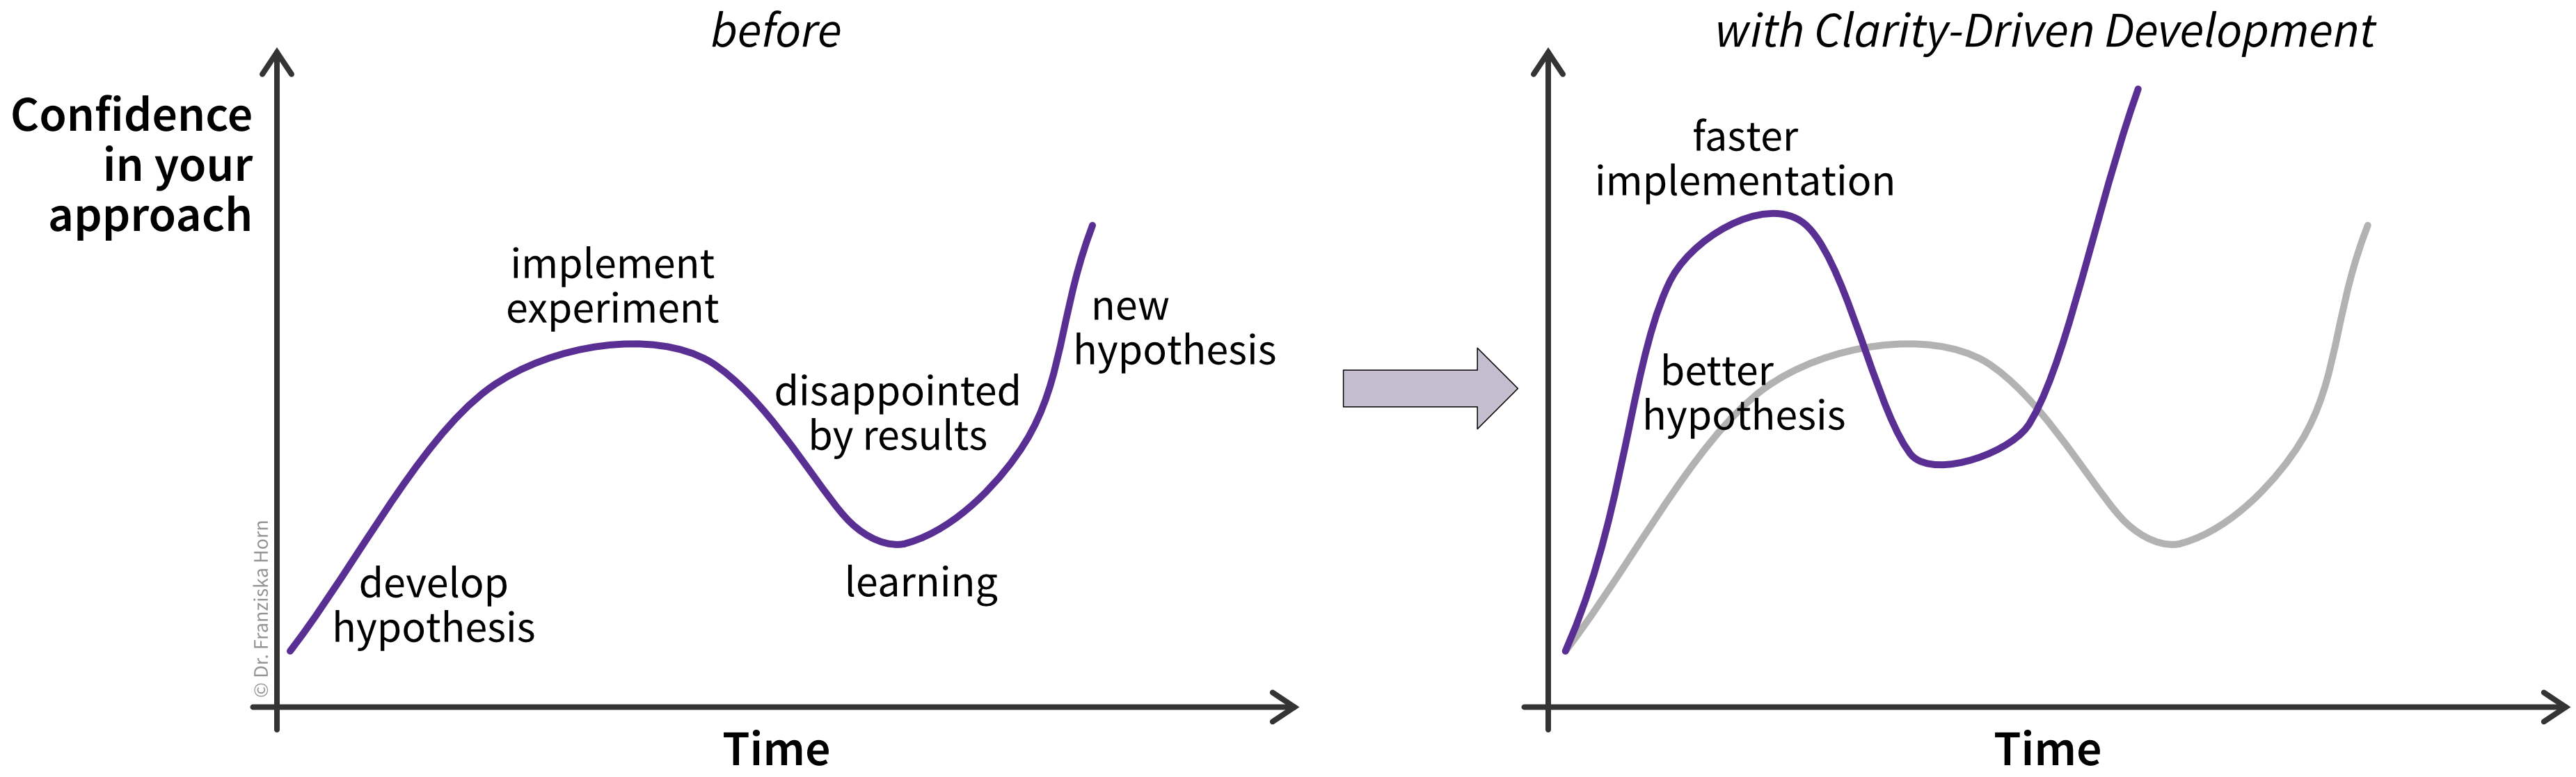 before
Confidence
in your
approach
implement
experiment
disappointed
by results
new
hypothesis
develop
hypothesis
learning
© Dr. Franziska Horn
Time
with Clarity-Driven Development
faster
implementation
better
hypothesis
Time